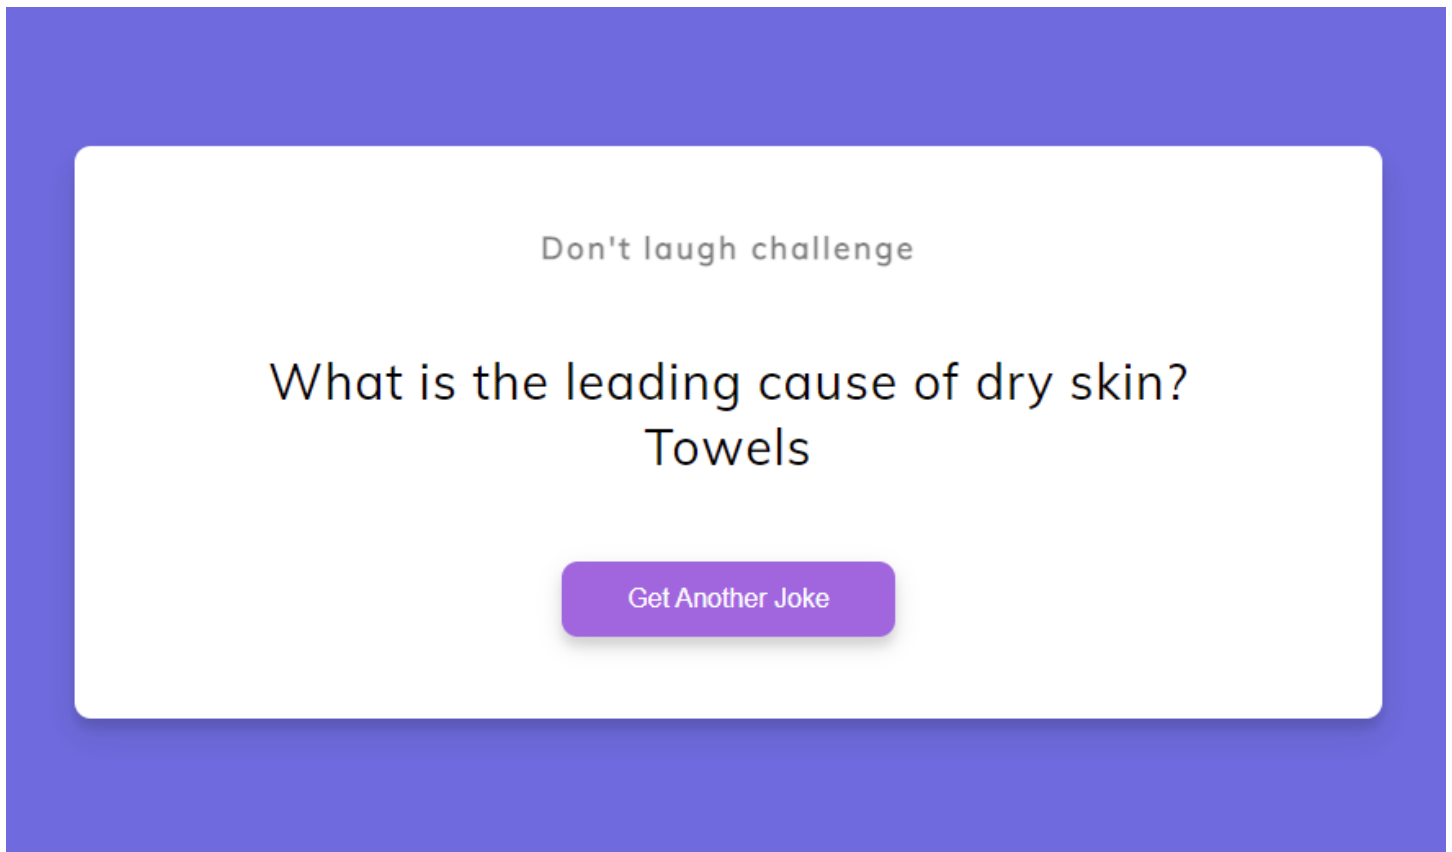 Don't laugh challenge
What is the leading cause of dry skin?
Towels
Get Another Joke